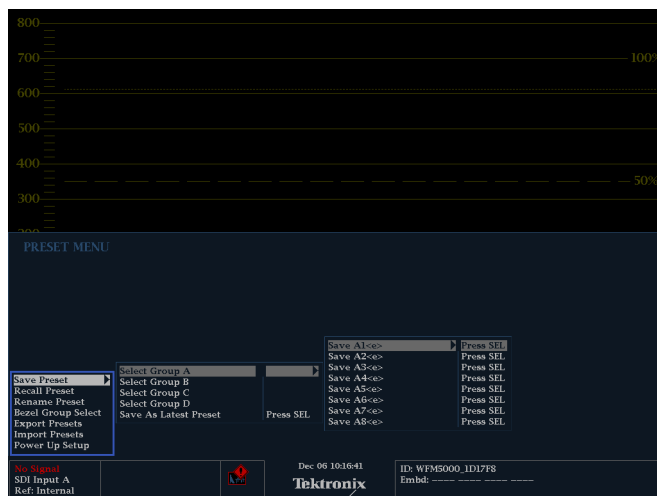 800
700
100%
600
500
400
50%
300
200
PRESET MENU
Save Preset
Recall Preset
Rename Preset
Bezel Group Select
Export Presets
Import Presets
Power Up Setup
Select Group A
Select Group B
Select Group C
Select Group D
Save As Latest Preset Press SEL
Save A1<e> Press SEL
Save A2<e> Press SEL
Save A3<e> Press SEL
Save A4<e> Press SEL
Save A5<e> Press SEL
Save A6<e> Press SEL
Save A7<e> Press SEL
Save A8<e> Press SEL
No Signal
SDI Input A
Ref: Internal
Dec 06 10:16:41
Tektronix
ID: WFM5000_1D17F8
Embd: ---- ---- ---- ----